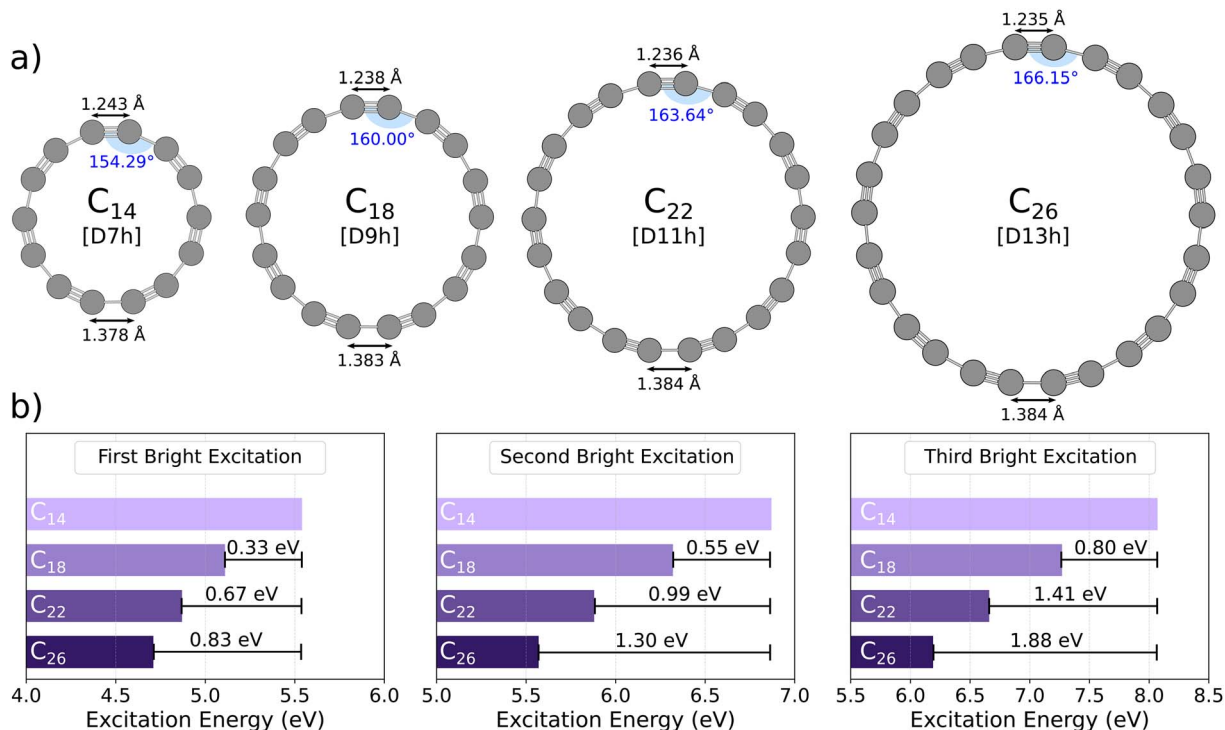 a)
1.243 Å
154.29°
C₁₄
[D7h]
1.378 Å
1.238 Å
160.00°
C₁₈
[D9h]
1.383 Å
1.236 Å
163.64°
C₂₂
[D11h]
1.384 Å
1.235 Å
166.15°
C₂₆
[D13h]
1.384 Å
b)
First Bright Excitation
C₁₄
C₁₈
0.33 eV
C₂₂
0.67 eV
C₂₆
0.83 eV
4.0 4.5 5.0 5.5 6.0
Excitation Energy (eV)
Second Bright Excitation
C₁₄
C₁₈
0.55 eV
C₂₂
0.99 eV
C₂₆
1.30 eV
5.0 5.5 6.0 6.5 7.0
Excitation Energy (eV)
Third Bright Excitation
C₁₄
C₁₈
0.80 eV
C₂₂
1.41 eV
C₂₆
1.88 eV
5.5 6.0 6.5 7.0 7.5 8.0 8.5
Excitation Energy (eV)